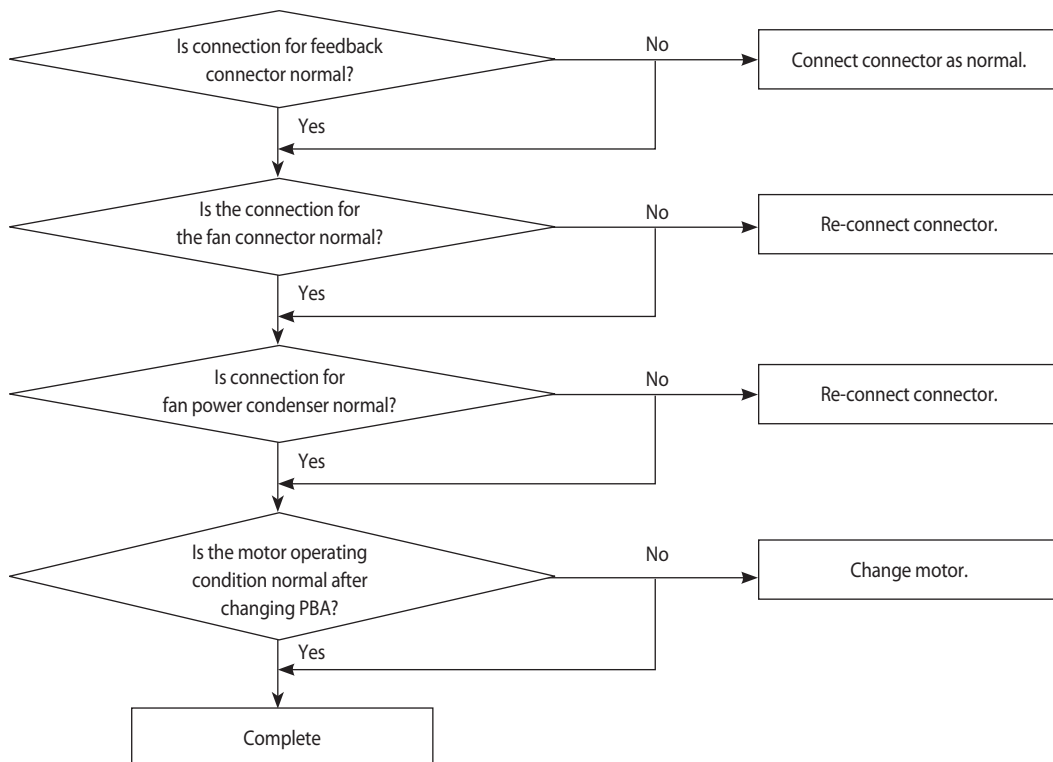 Is connection for feedback
connector normal?
No
Connect connector as normal.
Yes
Is the connection for
the fan connector normal?
No
Re-connect connector.
Yes
Is connection for
fan power condenser normal?
No
Re-connect connector.
Yes
Is the motor operating
condition normal after
changing PBA?
No
Change motor.
Yes
Complete